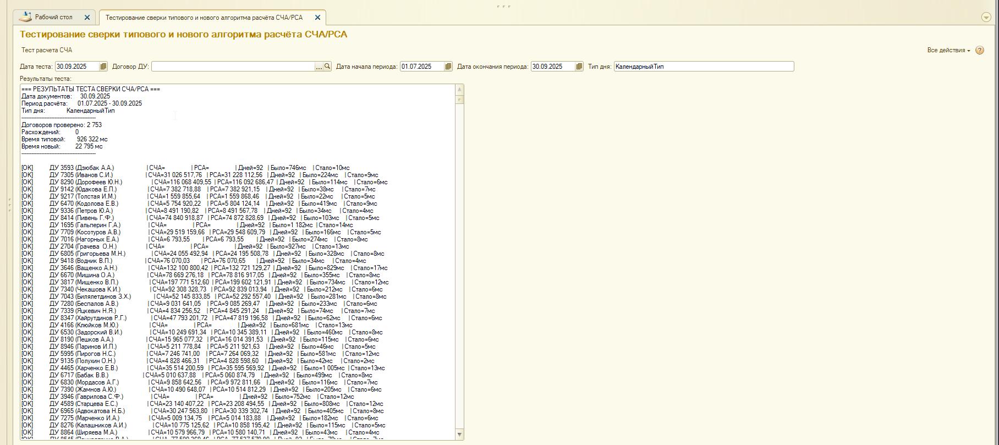 Рабочий стол
Тестирование сверки типового и нового алгоритма расчёта СЧА/РСА
Тестирование сверки типового и нового алгоритма расчёта СЧА/РСА
Тест расчета СЧА
Все действия
Дата теста: 30.09.2025 Договор ДУ: ... Дата начала периода: 01.07.2025 Дата окончания периода: 30.09.2025 Тип дня: КалендарныйТип
Результаты теста:
=== РЕЗУЛЬТАТЫ ТЕСТА СВЕРКИ СЧА/РСА ===
Дата документов: 30.09.2025
Период расчёта: 01.07.2025 - 30.09.2025
Тип дня: КалендарныйТип
--------------------------------------------
Договоров проверено: 2 753
Расхождений: 0
Время типовой: 926 322 мс
Время новый: 22 795 мс
--------------------------------------------
[OK] ДУ 3593 (Дзюбак А.А.) | СЧА= | РСА= | Дней=92 | Было=746мс | Стало=10мс
[OK] ДУ 7305 (Иванов С.И.) | СЧА=31 026 517,76 | РСА=31 228 112,56 | Дней=92 | Было=224мс | Стало=9мс
[OK] ДУ 8290 (Дорофеев Ю.Н.) | СЧА=116 068 409,55 | РСА=116 092 686,47 | Дней=92 | Было=114мс | Стало=6мс
[OK] ДУ 9142 (Юдакова Е.П.) | СЧА=7 382 718,88 | РСА=7 382 921,15 | Дней=92 | Было=38мс | Стало=7мс
[OK] ДУ 9217 (Толстая И.М.) | СЧА=1 559 855,64 | РСА=1 559 868,46 | Дней=92 | Было=22мс | Стало=5мс
[OK] ДУ 6470 (Кодолова Е.В.) | СЧА=5 754 920,22 | РСА=5 804 124,14 | Дней=92 | Было=419мс | Стало=9мс
[OK] ДУ 9336 (Петров Ю.А.) | СЧА=8 491 190,82 | РСА=8 491 567,78 | Дней=92 | Было=34мс | Стало=4мс
[OK] ДУ 8414 (Пивень Г.Ф.) | СЧА=74 840 918,87 | РСА=74 872 828,69 | Дней=92 | Было=103мс | Стало=5мс
[OK] ДУ 1695 (Гальперин Г.А.) | СЧА= | РСА= | Дней=92 | Было=1 182мс | Стало=14мс
[OK] ДУ 7709 (Косотуров А.В.) | СЧА=29 519 159,66 | РСА=29 548 609,79 | Дней=92 | Было=166мс | Стало=5мс
[OK] ДУ 7016 (Нагорных Е.А.) | СЧА=6 793,55 | РСА=6 793,55 | Дней=92 | Было=274мс | Стало=8мс
[OK] ДУ 2704 (Грачева О.Н.) | СЧА= | РСА= | Дней=92 | Было=927мс | Стало=13мс
[OK] ДУ 6805 (Григорьева М.Н.) | СЧА=24 055 492,94 | РСА=24 195 508,78 | Дней=92 | Было=328мс | Стало=8мс
[OK] ДУ 9418 (Водник В.П.) | СЧА=76 070,03 | РСА=76 070,65 | Дней=92 | Было=34мс | Стало=4мс
[OK] ДУ 3646 (Ващенко А.Н.) | СЧА=132 100 800,42 | РСА=132 721 129,27 | Дней=92 | Было=829мс | Стало=17мс
[OK] ДУ 6670 (Мишина О.А.) | СЧА=78 669 276,18 | РСА=78 816 917,05 | Дней=92 | Было=355мс | Стало=8мс
[OK] ДУ 3817 (Мищенко В.П.) | СЧА=197 771 512,60 | РСА=199 602 121,91 | Дней=92 | Было=734мс | Стало=12мс
[OK] ДУ 7340 (Чекашова К.И.) | СЧА=92 308 328,73 | РСА=92 839 013,94 | Дней=92 | Было=212мс | Стало=6мс
[OK] ДУ 7043 (Билялетдинов З.Х.) | СЧА=52 145 833,85 | РСА=52 292 557,40 | Дней=92 | Было=281мс | Стало=8мс
[OK] ДУ 7280 (Беспалов А.В.) | СЧА=9 031 641,05 | РСА=9 085 269,47 | Дней=92 | Было=233мс | Стало=6мс
[OK] ДУ 7339 (Яцкевич Н.Я.) | СЧА=4 834 256,52 | РСА=4 845 291,24 | Дней=92 | Было=74мс | Стало=7мс
[OK] ДУ 8347 (Хайрутдинов Р.Г.) | СЧА=47 793 201,72 | РСА=47 819 196,58 | Дней=92 | Было=62мс | Стало=6мс
[OK] ДУ 4166 (Клюйков М.Ю.) | СЧА= | РСА= | Дней=92 | Было=681мс | Стало=13мс
[OK] ДУ 6530 (Задорский В.И.) | СЧА=10 249 691,34 | РСА=10 345 389,11 | Дней=92 | Было=460мс | Стало=8мс
[OK] ДУ 8190 (Пешков А.А.) | СЧА=15 965 077,32 | РСА=16 014 391,53 | Дней=92 | Было=115мс | Стало=6мс
[OK] ДУ 8946 (Паринов И.П.) | СЧА=5 211 778,84 | РСА=5 211 921,63 | Дней=92 | Было=46мс | Стало=5мс
[OK] ДУ 5995 (Пирогов Н.С.) | СЧА=7 246 741,00 | РСА=7 264 069,32 | Дней=92 | Было=581мс | Стало=12мс
[OK] ДУ 9135 (Полухин О.Н.) | СЧА=4 828 466,31 | РСА=4 828 598,60 | Дней=92 | Было=42мс | Стало=2мс
[OK] ДУ 4465 (Харченко Е.В.) | СЧА=35 514 200,59 | РСА=35 595 569,92 | Дней=92 | Было=1 005мс | Стало=13мс
[OK] ДУ 6717 (Бабак В.В.) | СЧА=5 010 637,88 | РСА=5 060 874,79 | Дней=92 | Было=499мс | Стало=8мс
[OK] ДУ 6830 (Мордасов А.Г.) | СЧА=9 858 642,56 | РСА=9 972 811,66 | Дней=92 | Было=116мс | Стало=7мс
[OK] ДУ 7390 (Жамнов А.Ю.) | СЧА=10 490 648,07 | РСА=10 514 812,29 | Дней=92 | Было=205мс | Стало=6мс
[OK] ДУ 3946 (Гаврилова С.Ф.) | СЧА= | РСА= | Дней=92 | Было=752мс | Стало=12мс
[OK] ДУ 4589 (Старцева Е.С.) | СЧА=23 140 407,22 | РСА=23 208 494,55 | Дней=92 | Было=808мс | Стало=12мс
[OK] ДУ 6965 (Адвокатова Н.Б.) | СЧА=30 247 563,80 | РСА=30 339 302,74 | Дней=92 | Было=405мс | Стало=8мс
[OK] ДУ 7275 (Марченко И.А.) | СЧА=5 009 134,75 | РСА=5 014 183,88 | Дней=92 | Было=182мс | Стало=6мс
[OK] ДУ 8276 (Калашников А.И.) | СЧА=10 775 125,62 | РСА=10 858 195,42 | Дней=92 | Было=115мс | Стало=5мс
[OK] ДУ 8864 (Ширяева М.А.) | СЧА=10 579 966,79 | РСА=10 580 140,71 | Дней=92 | Было=43мс | Стало=4мс